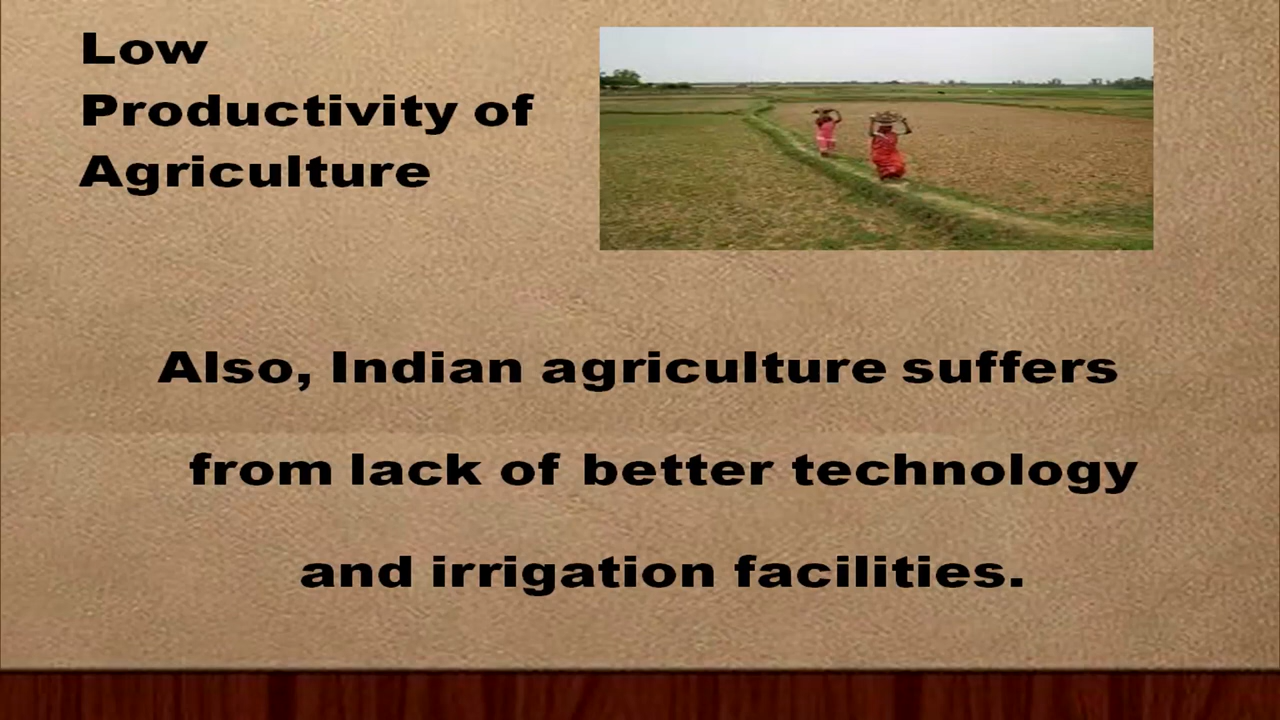 Low
Productivity of
Agriculture
Also, Indian agriculture suffers
from lack of better technology
and irrigation facilities.